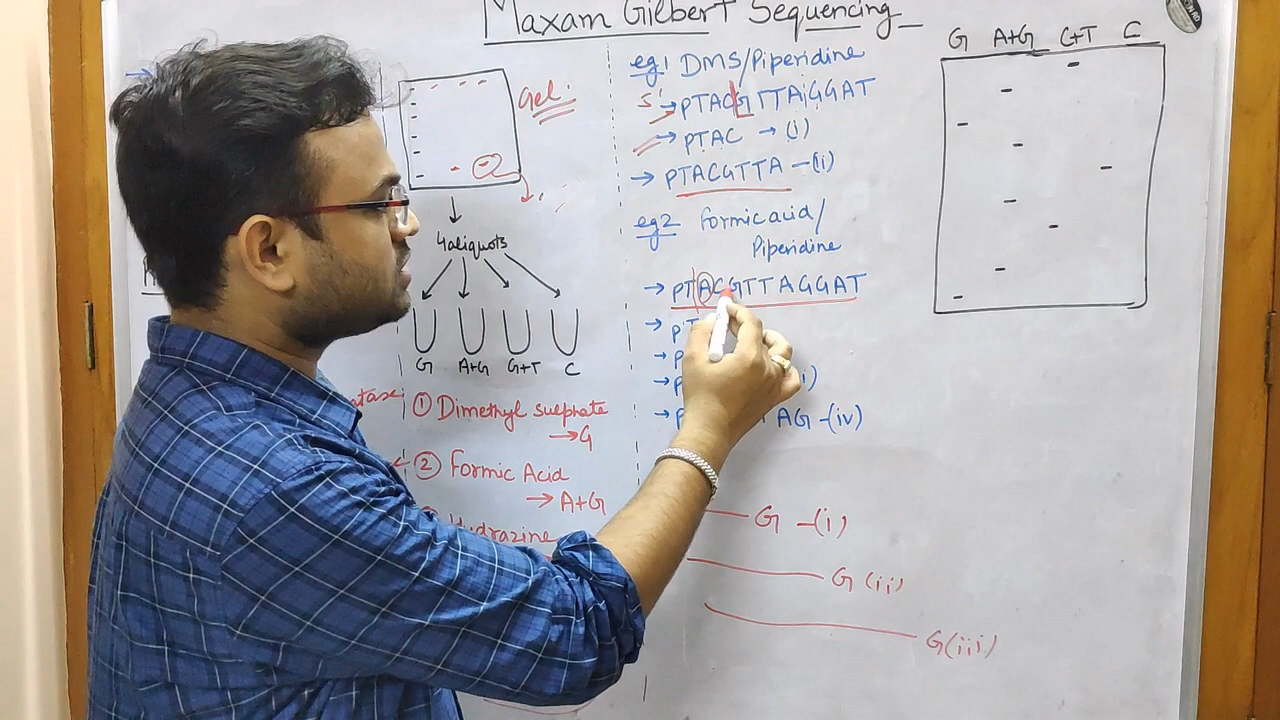 Maxam Gilbert Sequencing
Gel.
4 aliquots
G A+G G+T C
① Dimethyl sulphate
→ G
② Formic Acid
→ A+G
Hydrazine
eg1 DMS/Piperidine
5' → pTACGTTAGGAT
→ pTAC → (i)
→ pTACGTTA – (ii)
eg2 Formic acid/
Piperidine
→ pTACGTTAGGAT
→ pT
→ p
→ p i)
→ p AG – (iv)
G – (i)
G (ii)
G (iii)
G A+G C+T C